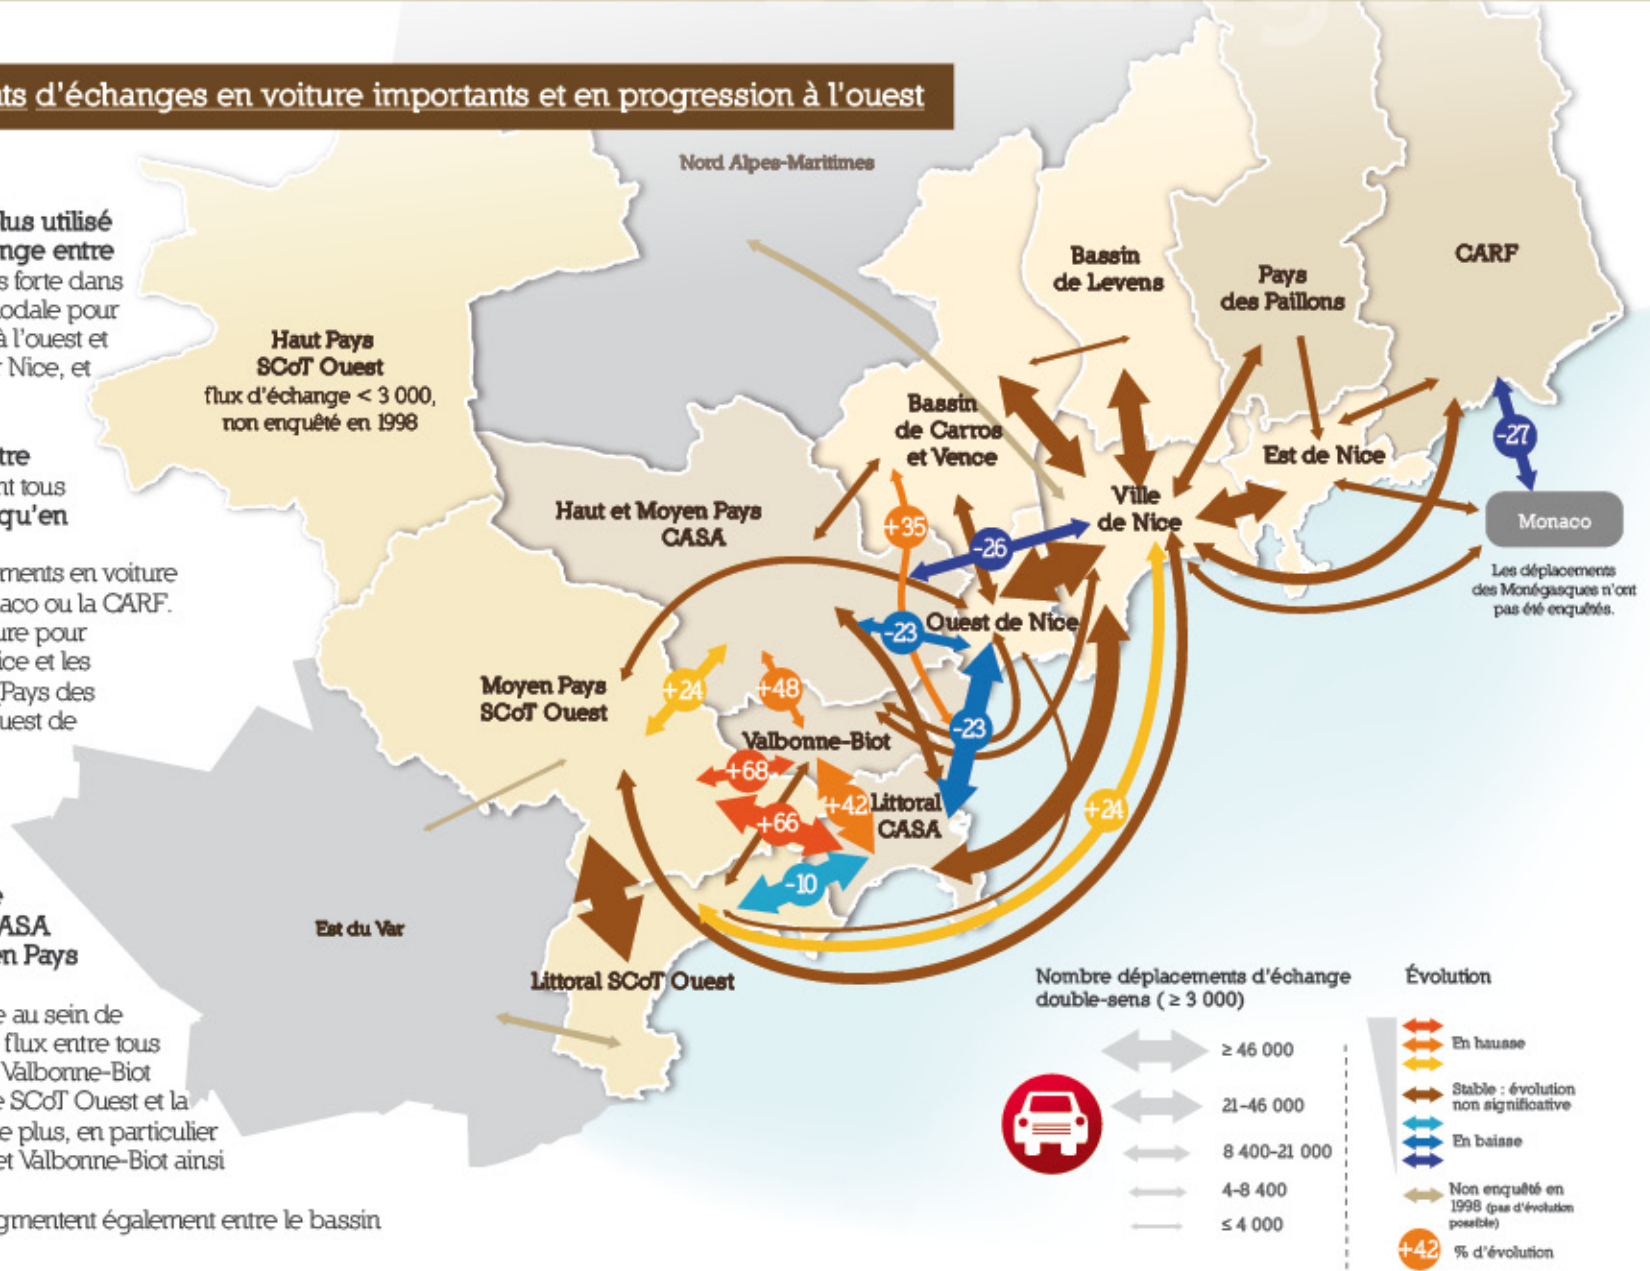 ts d'échanges en voiture importants et en progression à l'ouest
lus utilisé
nge entre
s forte dans
odale pour
à l'ouest et
r Nice, et
tre
nt tous
qu'en
ments en voiture
aco ou la CARF.
ure pour
ice et les
Pays des
uest de
e
ASA
en Pays
e au sein de
flux entre tous
Valbonne-Biot
e SCoT Ouest et la
e plus, en particulier
et Valbonne-Biot ainsi
gmentent également entre le bassin
Nord Alpes-Maritimes
Haut Pays
SCoT Ouest
flux d'échange < 3 000,
non enquêté en 1998
Bassin
de Levens
Pays
des Paillons
CARF
Bassin
de Carros
et Vence
Est de Nice
-27
Ville
de Nice
Monaco
Les déplacements
des Monégasques n'ont
pas été enquêtés.
Haut et Moyen Pays
CASA
+35
-26
-23
Ouest de Nice
Moyen Pays
SCoT Ouest
+24
+48
-23
Valbonne-Biot
+68
+66
+42
Littoral
CASA
+24
-10
Est du Var
Littoral SCoT Ouest
Nombre déplacements d'échange
double-sens ( ≥ 3 000)
≥ 46 000
21-46 000
8 400-21 000
4-8 400
≤ 4 000
Évolution
En hausse
Stable : évolution
non significative
En baisse
Non enquêté en
1998 (pas d'évolution
possible)
+42
% d'évolution